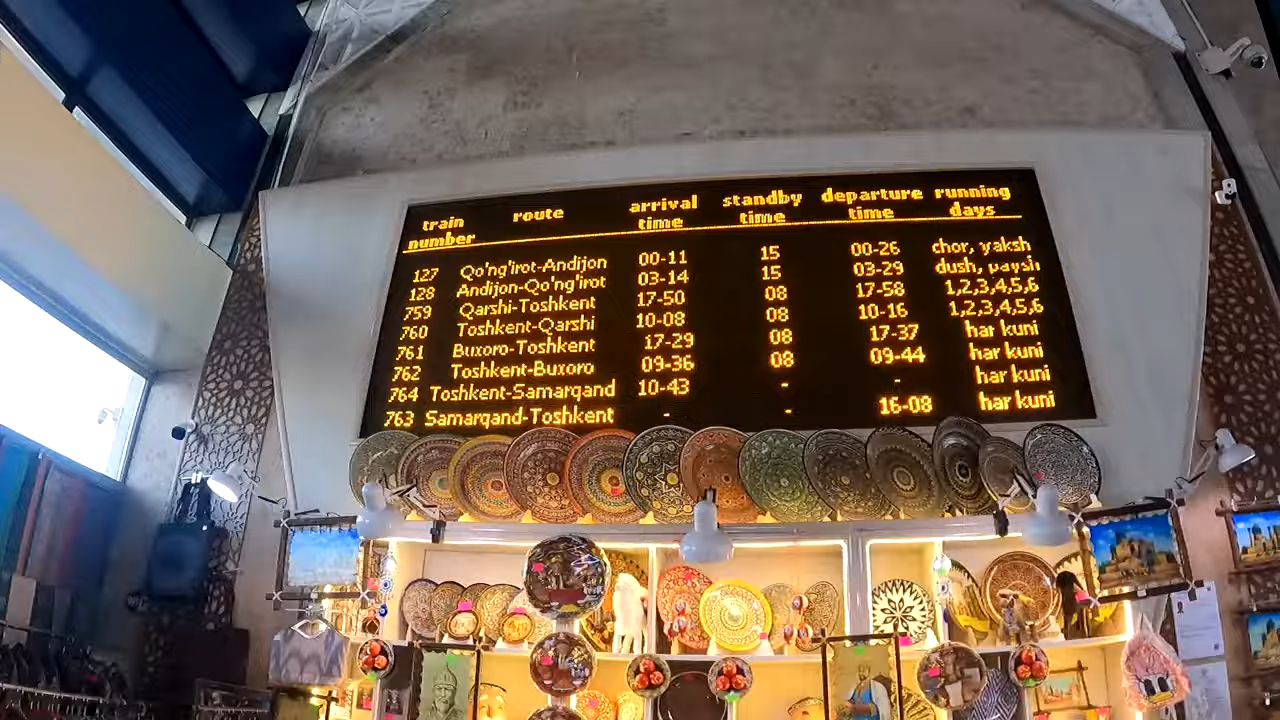 train number route arrival time standby time departure time running days
127 Qo'ng'irot-Andijon 00-11 15 00-26 chor, yaksh
128 Andijon-Qo'ng'irot 03-14 15 03-29 dush, paysh
759 Qarshi-Toshkent 17-50 08 17-58 1,2,3,4,5,6
760 Toshkent-Qarshi 10-08 08 10-16 1,2,3,4,5,6
761 Buxoro-Toshkent 17-29 08 17-37 har kuni
762 Toshkent-Buxoro 09-36 08 09-44 har kuni
764 Toshkent-Samarqand 10-43 - - har kuni
763 Samarqand-Toshkent - - 16-08 har kuni